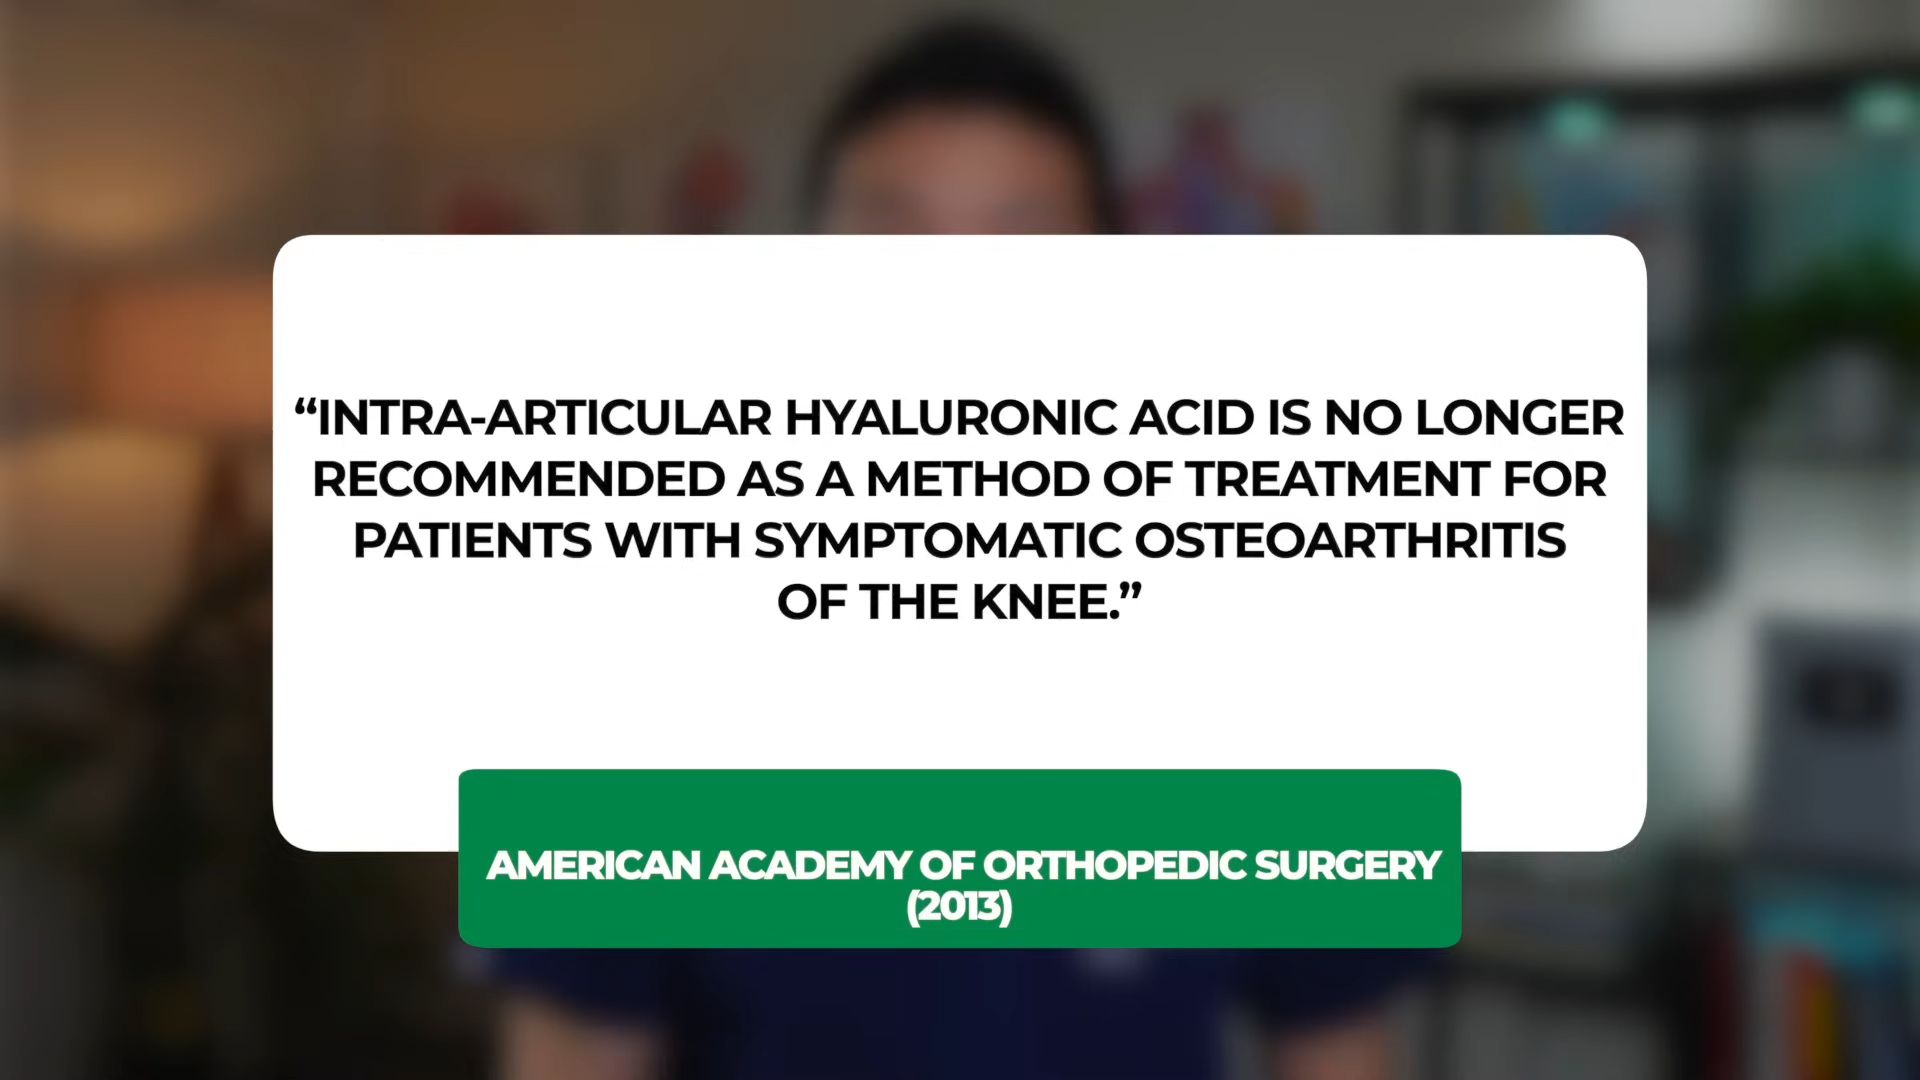 “INTRA-ARTICULAR HYALURONIC ACID IS NO LONGER
RECOMMENDED AS A METHOD OF TREATMENT FOR
PATIENTS WITH SYMPTOMATIC OSTEOARTHRITIS
OF THE KNEE.”
AMERICAN ACADEMY OF ORTHOPEDIC SURGERY
(2013)